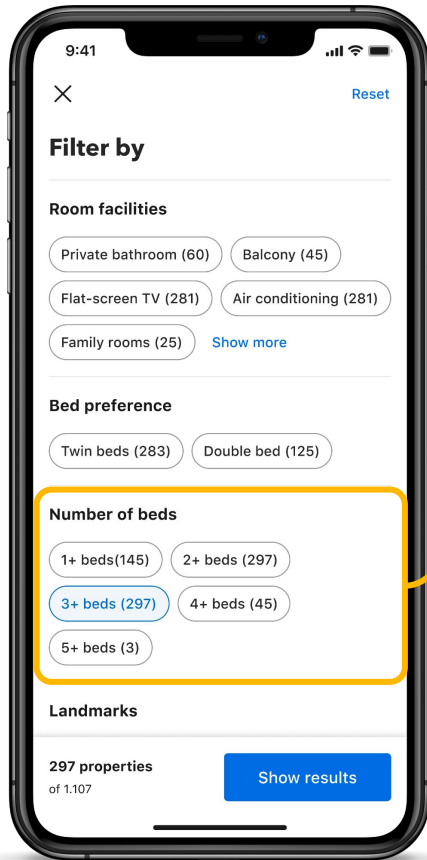 9:41
Reset
Filter by
Room facilities
Private bathroom (60) Balcony (45)
Flat-screen TV (281) Air conditioning (281)
Family rooms (25) Show more
Bed preference
Twin beds (283) Double bed (125)
Number of beds
1+ beds(145) 2+ beds (297)
3+ beds (297) 4+ beds (45)
5+ beds (3)
Landmarks
297 properties
of 1.107
Show results